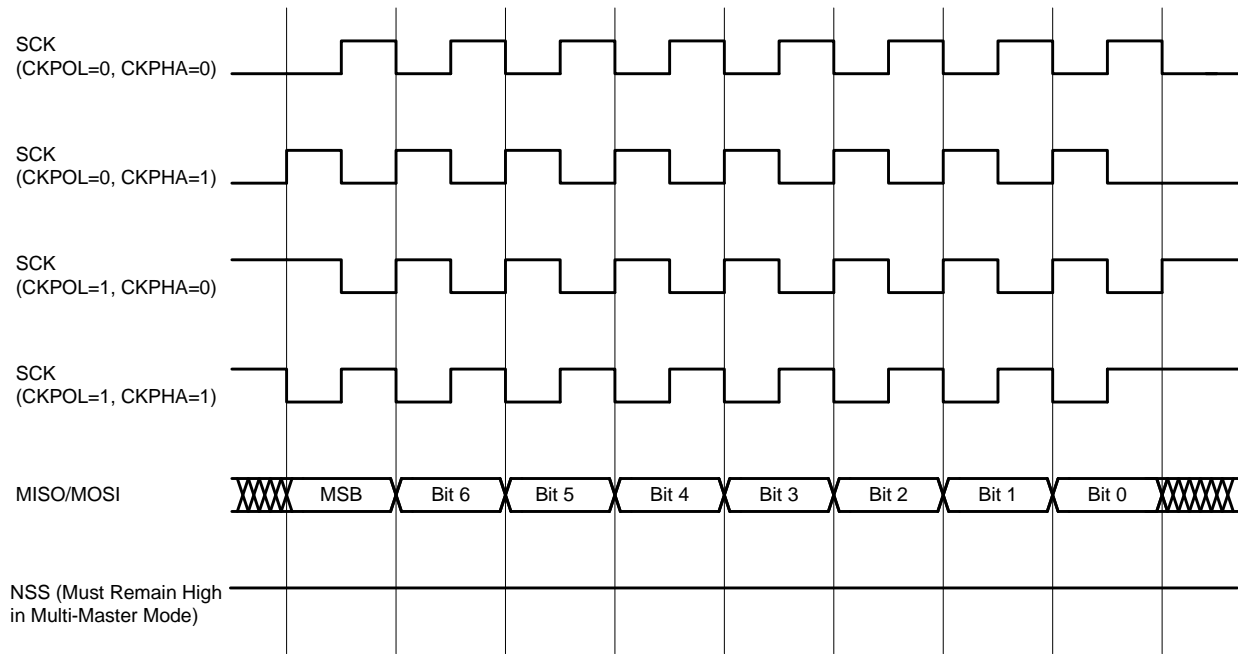 SCK
(CKPOL=0, CKPHA=0)
SCK
(CKPOL=0, CKPHA=1)
SCK
(CKPOL=1, CKPHA=0)
SCK
(CKPOL=1, CKPHA=1)
MISO/MOSI
MSB
Bit 6
Bit 5
Bit 4
Bit 3
Bit 2
Bit 1
Bit 0
NSS (Must Remain High
in Multi-Master Mode)